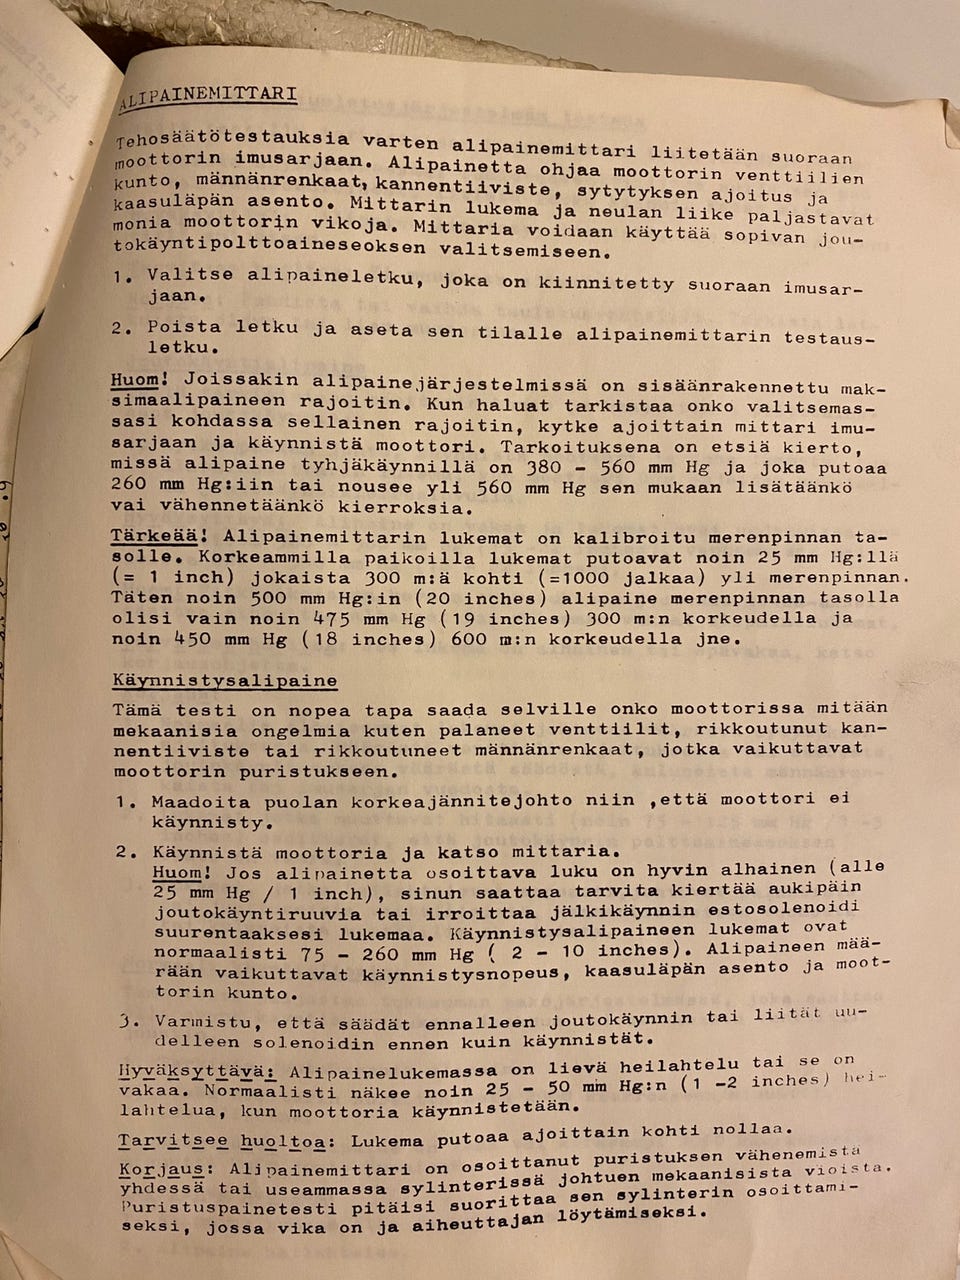 ALIPAINEMITTARI
Tehosäätötestauksia varten alipainemittari liitetään suoraan
moottorin imusarjaan. Alipainetta ohjaa moottorin venttiilien
kunto, männänrenkaat, kannentiiviste, sytytyksen ajoitus ja
kaasuläpän asento. Mittarin lukema ja neulan liike paljastavat
monia moottorin vikoja. Mittaria voidaan käyttää sopivan jou-
tokäyntipolttoaineseoksen valitsemiseen.
1. Valitse alipaineletku, joka on kiinnitetty suoraan imusar-
jaan.
2. Poista letku ja aseta sen tilalle alipainemittarin testaus-
letku.
Huom! Joissakin alipainejärjestelmissä on sisäänrakennettu mak-
simaalipaineen rajoitin. Kun haluat tarkistaa onko valitsemas-
sasi kohdassa sellainen rajoitin, kytke ajoittain mittari imu-
sarjaan ja käynnistä moottori. Tarkoituksena on etsiä kierto,
missä alipaine tyhjäkäynnillä on 380 - 560 mm Hg ja joka putoaa
260 mm Hg:iin tai nousee yli 560 mm Hg sen mukaan lisätäänkö
vai vähennetäänkö kierroksia.
Tärkeää! Alipainemittarin lukemat on kalibroitu merenpinnan ta-
solle. Korkeammilla paikoilla lukemat putoavat noin 25 mm Hg:llä
(= 1 inch) jokaista 300 m:ä kohti (=1000 jalkaa) yli merenpinnan.
Täten noin 500 mm Hg:in (20 inches) alipaine merenpinnan tasolla
olisi vain noin 475 mm Hg (19 inches) 300 m:n korkeudella ja
noin 450 mm Hg (18 inches) 600 m:n korkeudella jne.
Käynnistysalipaine
Tämä testi on nopea tapa saada selville onko moottorissa mitään
mekaanisia ongelmia kuten palaneet venttiilit, rikkoutunut kan-
nentiiviste tai rikkoutuneet männänrenkaat, jotka vaikuttavat
moottorin puristukseen.
1. Maadoita puolan korkeajännitejohto niin ,että moottori ei
käynnisty.
2. Käynnistä moottoria ja katso mittaria.
Huom! Jos alipainetta osoittava luku on hyvin alhainen (alle
25 mm Hg / 1 inch), sinun saattaa tarvita kiertää aukipäin
joutokäyntiruuvia tai irroittaa jälkikäynnin estosolenoidi
suurentaaksesi lukemaa. Käynnistysalipaineen lukemat ovat
normaalisti 75 - 260 mm Hg ( 2 - 10 inches). Alipaineen mää-
rään vaikuttavat käynnistysnopeus, kaasuläpän asento ja moot-
torin kunto.
3. Varmistu, että säädät ennalleen joutokäynnin tai liität uu-
delleen solenoidin ennen kuin käynnistät.
Hyväksyttävä: Alipainelukemassa on lievä heilahtelu tai se on
vakaa. Normaalisti näkee noin 25 - 50 mm Hg:n (1 -2 inches) hei-
lahtelua, kun moottoria käynnistetään.
Tarvitsee huoltoa: Lukema putoaa ajoittain kohti nollaa.
Korjaus: Alipainemittari on osoittanut puristuksen vähenemistä
yhdessä tai useammassa sylinterissä johtuen mekaanisista vioista.
Puristuspainetesti pitäisi suorittaa sen sylinterin osoittami-
seksi, jossa vika on ja aiheuttajan löytämiseksi.